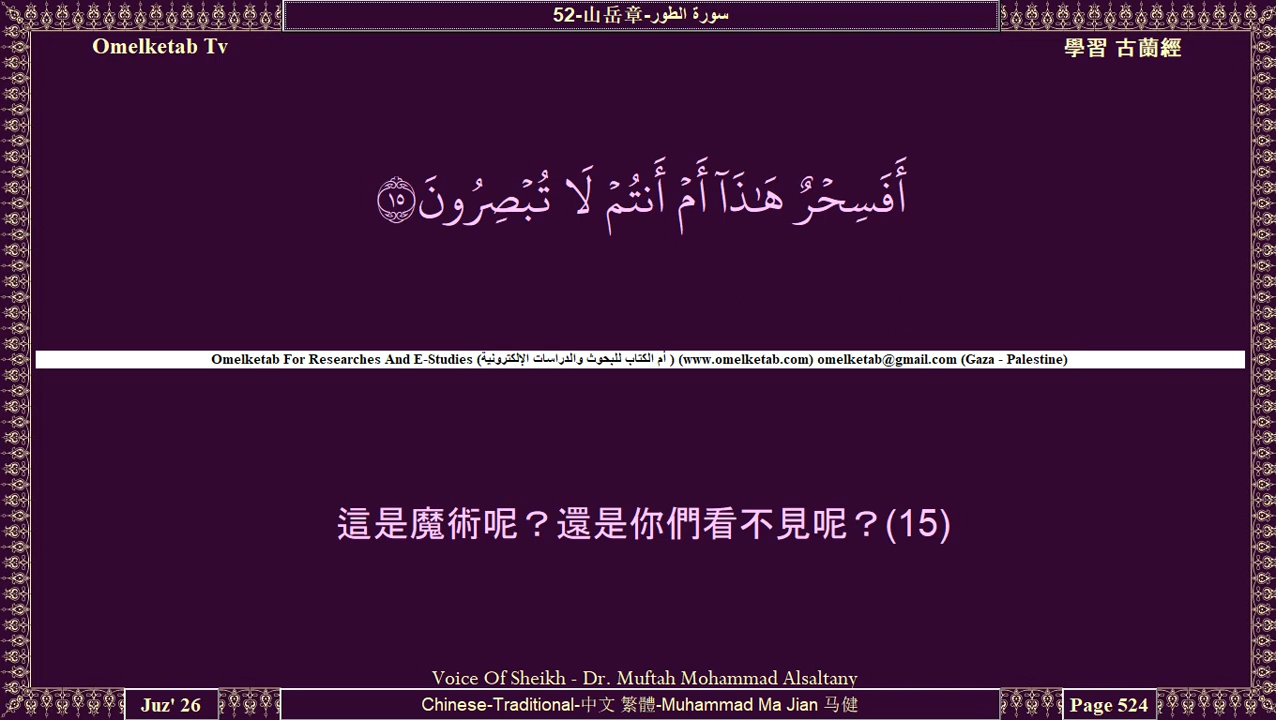 52-山岳章-سورة الطور
Omelketab Tv
學習 古蘭經
أَفَسِحْرٌ هَـٰذَآ أَمْ أَنتُمْ لَا تُبْصِرُونَ ١٥
Omelketab For Researches And E-Studies (أم الكتاب للبحوث والدراسات الإلكترونية ) (www.omelketab.com) omelketab@gmail.com (Gaza - Palestine)
這是魔術呢？還是你們看不見呢？(15)
Voice Of Sheikh - Dr. Muftah Mohammad Alsaltany
Juz' 26
Chinese-Traditional-中文 繁體-Muhammad Ma Jian 马健
Page 524